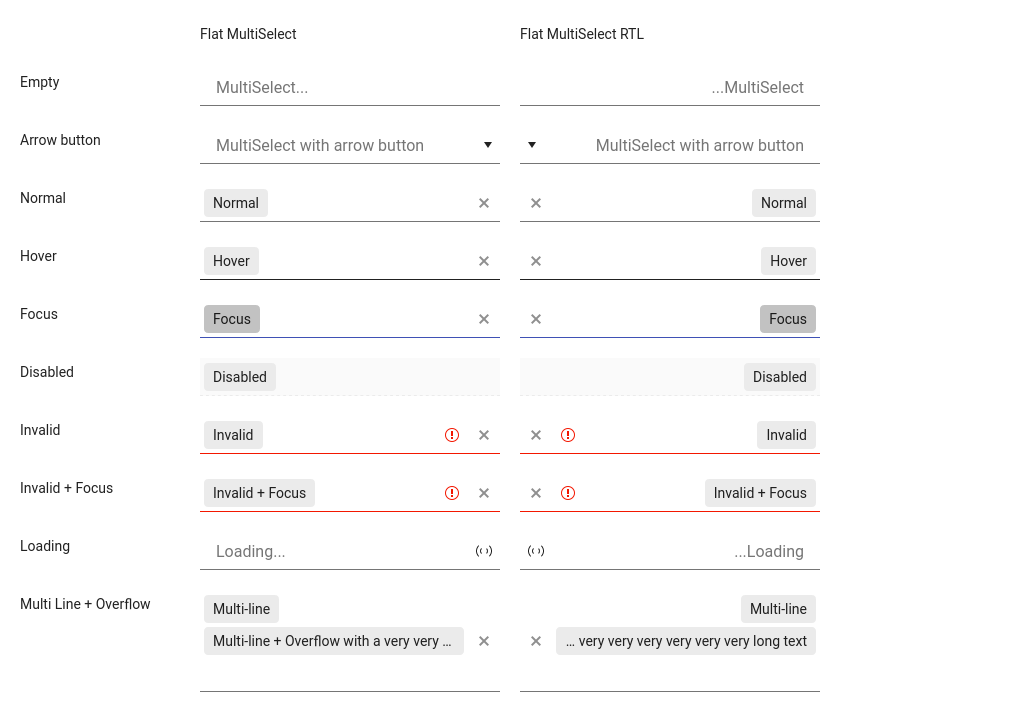 Flat MultiSelect Flat MultiSelect RTL
Empty MultiSelect... ...MultiSelect
Arrow button MultiSelect with arrow button MultiSelect with arrow button
Normal Normal Normal
Hover Hover Hover
Focus Focus Focus
Disabled Disabled Disabled
Invalid Invalid Invalid
Invalid + Focus Invalid + Focus Invalid + Focus
Loading Loading... ...Loading
Multi Line + Overflow Multi-line Multi-line
Multi-line + Overflow with a very very ... ... very very very very very very long text